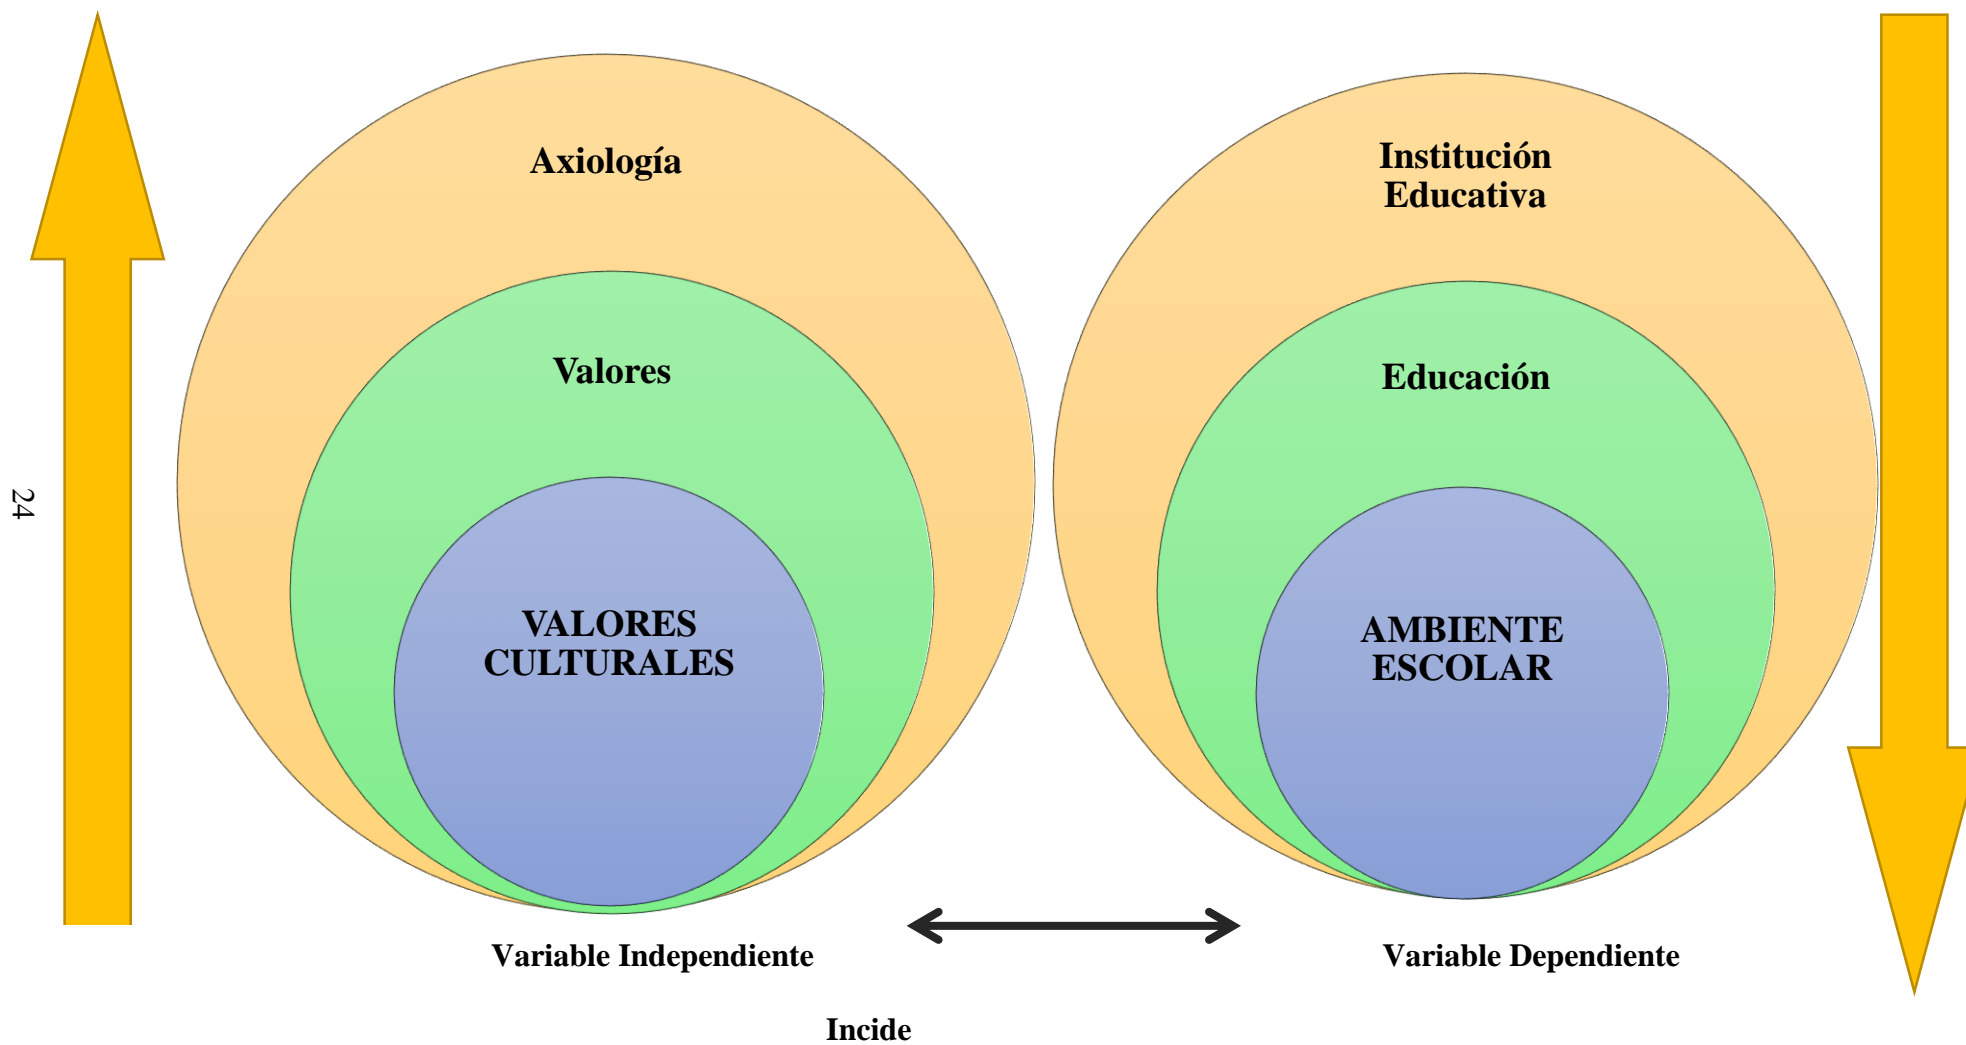 Axiología
Valores
VALORES
CULTURALES
Institución
Educativa
Educación
AMBIENTE
ESCOLAR
Variable Independiente
Variable Dependiente
Incide
24